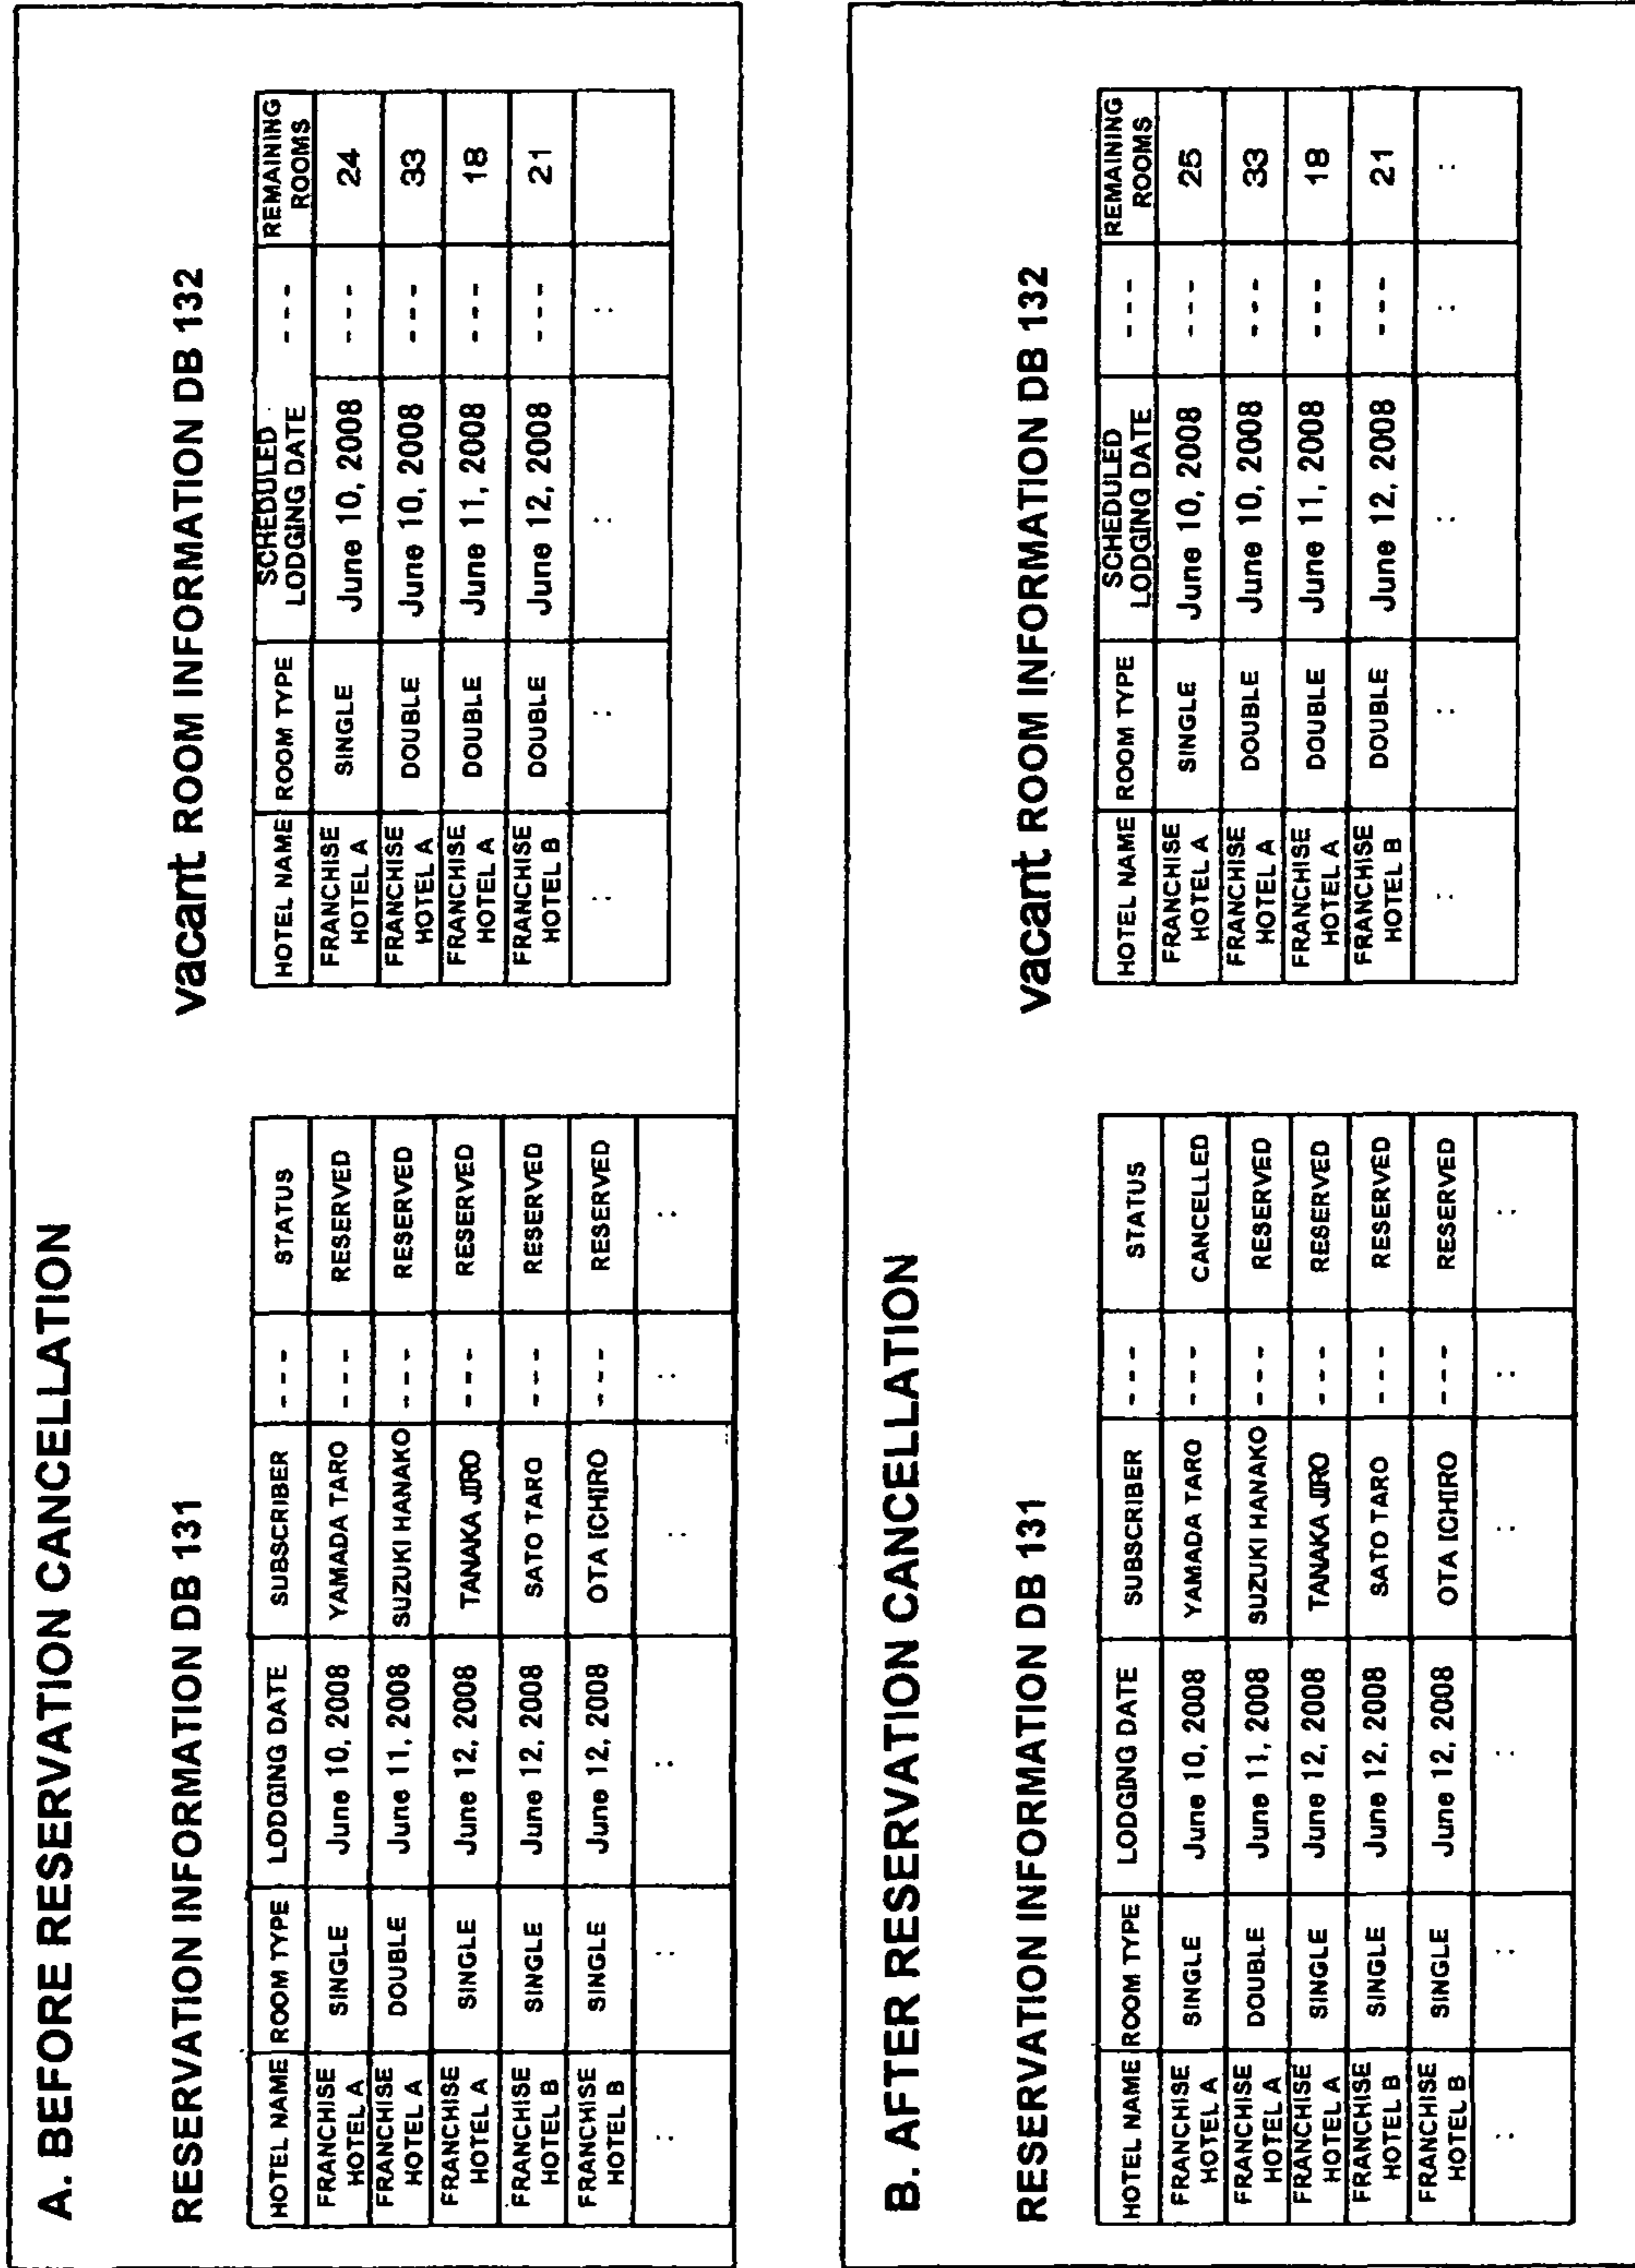 A. BEFORE RESERVATION CANCELLATION
RESERVATION INFORMATION DB 131
HOTEL NAME ROOM TYPE LODGING DATE SUBSCRIBER - - - STATUS
FRANCHISE HOTEL A SINGLE June 10, 2008 YAMADA TARO - - - RESERVED
FRANCHISE HOTEL A DOUBLE June 11, 2008 SUZUKI HANAKO - - - RESERVED
FRANCHISE HOTEL A SINGLE June 12, 2008 TANAKA JIRO - - - RESERVED
FRANCHISE HOTEL B SINGLE June 12, 2008 SATO TARO - - - RESERVED
FRANCHISE HOTEL B SINGLE June 12, 2008 OTA ICHIRO - - - RESERVED
: : : : : :
vacant ROOM INFORMATION DB 132
HOTEL NAME ROOM TYPE SCHEDULED LODGING DATE - - - REMAINING ROOMS
FRANCHISE HOTEL A SINGLE June 10, 2008 - - - 24
FRANCHISE HOTEL A DOUBLE June 10, 2008 - - - 33
FRANCHISE HOTEL A DOUBLE June 11, 2008 - - - 18
FRANCHISE HOTEL B DOUBLE June 12, 2008 - - - 21
: : : :
B. AFTER RESERVATION CANCELLATION
RESERVATION INFORMATION DB 131
HOTEL NAME ROOM TYPE LODGING DATE SUBSCRIBER - - - STATUS
FRANCHISE HOTEL A SINGLE June 10, 2008 YAMADA TARO - - - CANCELLED
FRANCHISE HOTEL A DOUBLE June 11, 2008 SUZUKI HANAKO - - - RESERVED
FRANCHISE HOTEL A SINGLE June 12, 2008 TANAKA JIRO - - - RESERVED
FRANCHISE HOTEL B SINGLE June 12, 2008 SATO TARO - - - RESERVED
FRANCHISE HOTEL B SINGLE June 12, 2008 OTA ICHIRO - - - RESERVED
: : : : : :
vacant ROOM INFORMATION DB 132
HOTEL NAME ROOM TYPE SCHEDULED LODGING DATE - - - REMAINING ROOMS
FRANCHISE HOTEL A SINGLE June 10, 2008 - - - 25
FRANCHISE HOTEL A DOUBLE June 10, 2008 - - - 33
FRANCHISE HOTEL A DOUBLE June 11, 2008 - - - 18
FRANCHISE HOTEL B DOUBLE June 12, 2008 - - - 21
: : : : :